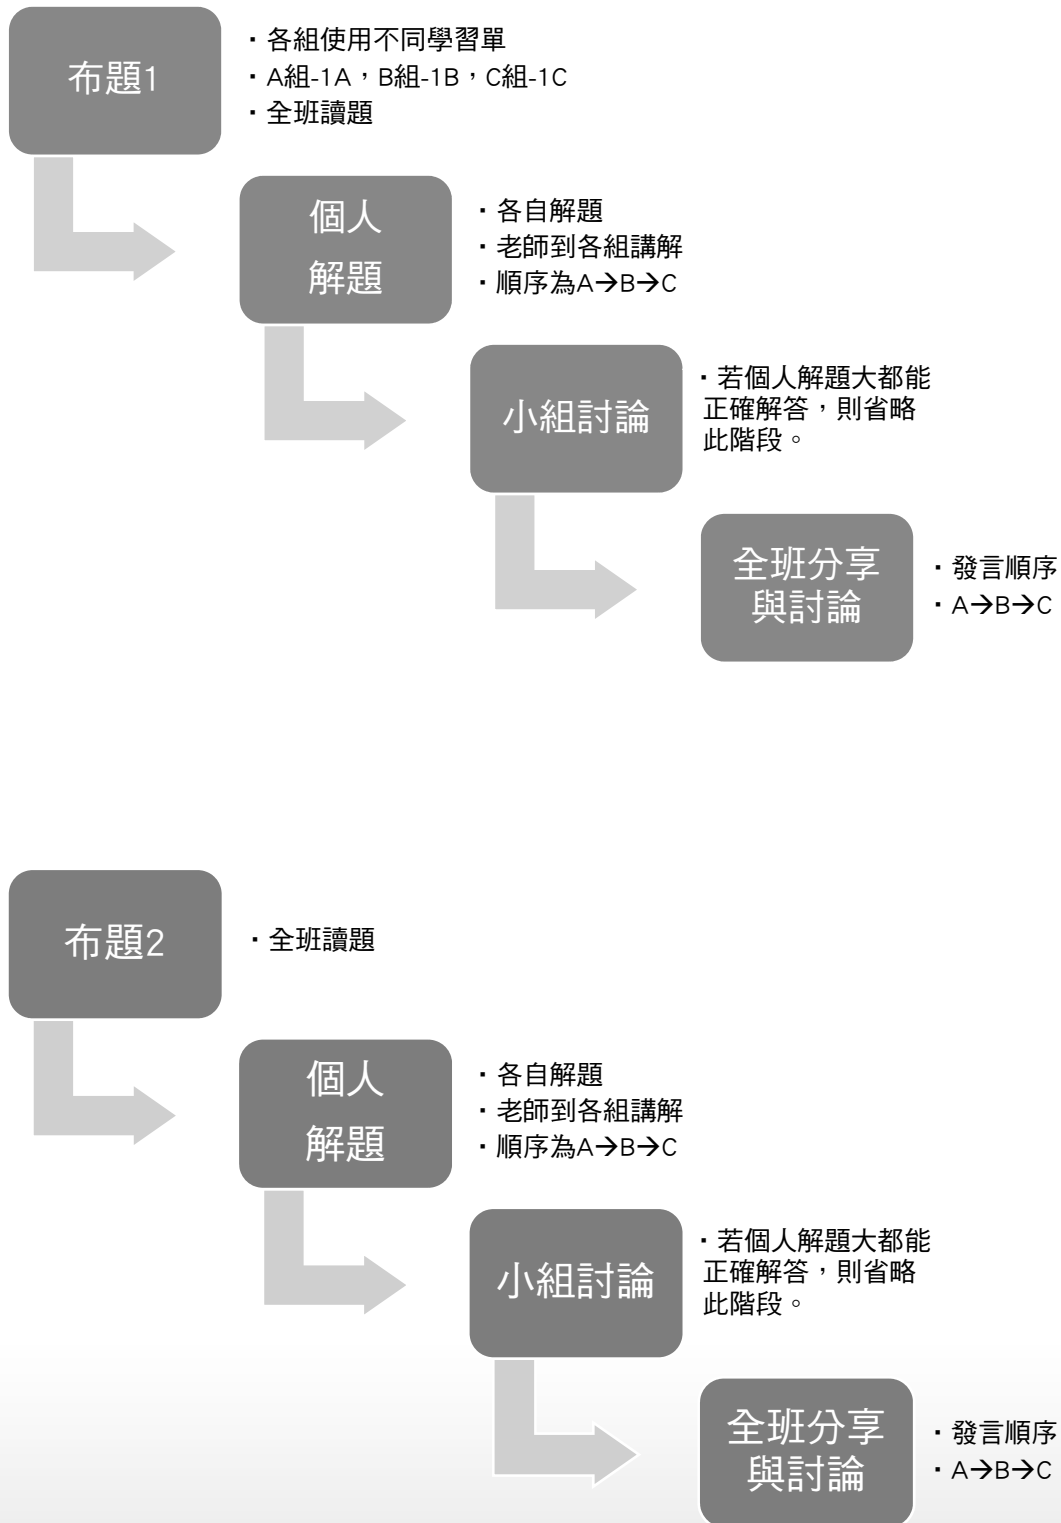 布題1
・各組使用不同學習單
・A組-1A，B組-1B，C組-1C
・全班讀題
個人
解題
・各自解題
・老師到各組講解
・順序為A→B→C
小組討論
・若個人解題大都能
正確解答，則省略
此階段。
全班分享
與討論
・發言順序
・A→B→C
布題2
・全班讀題
個人
解題
・各自解題
・老師到各組講解
・順序為A→B→C
小組討論
・若個人解題大都能
正確解答，則省略
此階段。
全班分享
與討論
・發言順序
・A→B→C